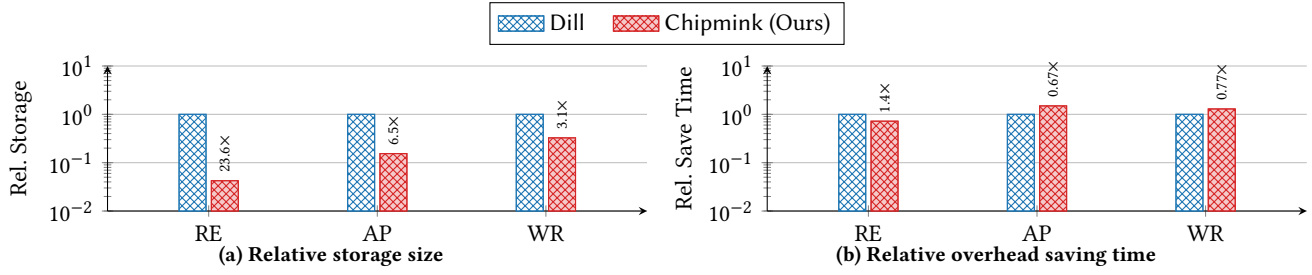 Dill Chipmink (Ours)
Rel. Storage
10^1
10^0
10^-1
10^-2
23.6×
6.5×
3.1×
RE AP WR
(a) Relative storage size
Rel. Save Time
10^1
10^0
10^-1
10^-2
1.4×
0.67×
0.77×
RE AP WR
(b) Relative overhead saving time